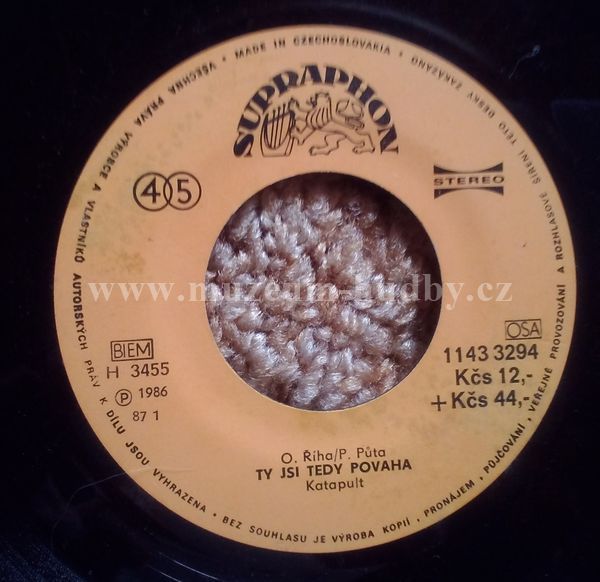 MADE IN CZECHOSLOVAKIA • VŠECHNA PRÁVA VÝROBCE A VLASTNÍKŮ AUTORSKÝCH PRÁV K DÍLU JSOU VYHRAZENA • BEZ SOUHLASU JE VÝROBA KOPIÍ, PRONÁJEM, PŮJČOVÁNÍ, VEŘEJNÉ PROVOZOVÁNÍ A ROZHLASOVÉ ŠÍŘENÍ TÉTO DESKY ZAKÁZÁNO
SUPRAPHON
45
STEREO
www.muzeum-hudby.cz
BIEM
H 3455
Ⓟ 1986
87 1
OSA
1143 3294
Kčs 12,-
+ Kčs 44,-
O. Říha/P. Půta
TY JSI TEDY POVAHA
Katapult